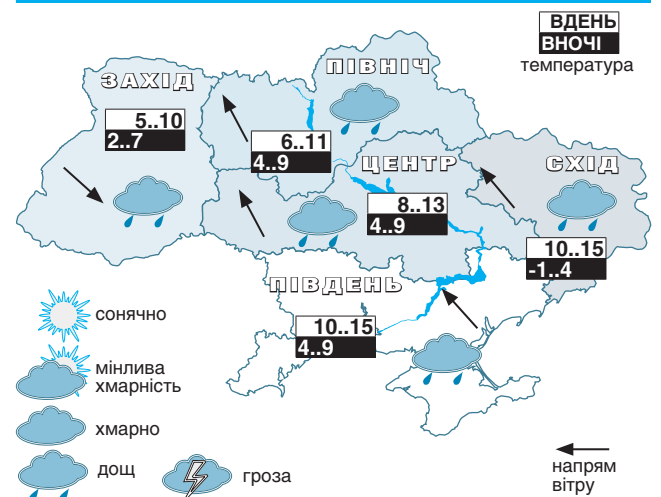 ВДЕНЬ
ВНОЧІ
температура
ПІВНІЧ
ЗАХІД
5..10
2..7
6..11
4..9
ЦЕНТР
СХІД
8..13
4..9
10..15
-1..4
ПІВДЕНЬ
10..15
4..9
сонячно
мінлива
хмарність
хмарно
дощ
гроза
напрям
вітру